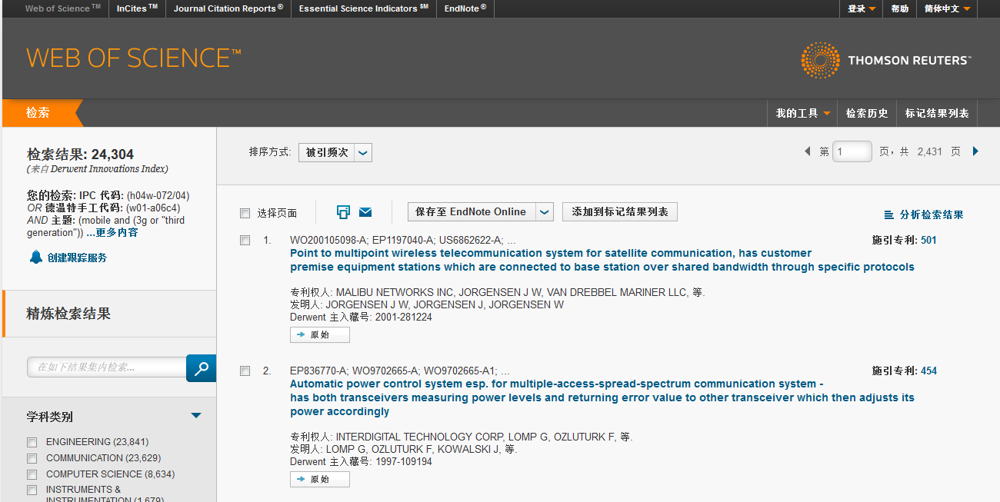 Web of Science™ InCites™ Journal Citation Reports® Essential Science Indicators℠ EndNote® 登录 帮助 简体中文
WEB OF SCIENCE™
THOMSON REUTERS™
检索 我的工具 检索历史 标记结果列表
检索结果: 24,304
(来自 Derwent Innovations Index)
您的检索: IPC 代码: (h04w-072/04)
OR 德温特手工代码: (w01-a06c4)
AND 主题: (mobile and (3g or "third
generation")) ...更多内容
创建跟踪服务
精炼检索结果
在如下结果集内检索...
学科类别
ENGINEERING (23,841)
COMMUNICATION (23,629)
COMPUTER SCIENCE (8,634)
INSTRUMENTS &
INSTRUMENTATION (1,679)
排序方式: 被引频次 第 1 页，共 2,431 页
选择页面 保存至 EndNote Online 添加到标记结果列表 分析检索结果
1. WO200105098-A; EP1197040-A; US6862622-A; ... 施引专利: 501
Point to multipoint wireless telecommunication system for satellite communication, has customer
premise equipment stations which are connected to base station over shared bandwidth through specific protocols
专利权人: MALIBU NETWORKS INC, JORGENSEN J W, VAN DREBBEL MARINER LLC, 等.
发明人: JORGENSEN J W, JORGENSEN J, JORGENSEN W
Derwent 主入藏号: 2001-281224
原始
2. EP836770-A; WO9702665-A; WO9702665-A1; ... 施引专利: 454
Automatic power control system esp. for multiple-access-spread-spectrum communication system -
has both transceivers measuring power levels and returning error value to other transceiver which then adjusts its
power accordingly
专利权人: INTERDIGITAL TECHNOLOGY CORP, LOMP G, OZLUTURK F, 等.
发明人: LOMP G, OZLUTURK F, KOWALSKI J, 等.
Derwent 主入藏号: 1997-109194
原始